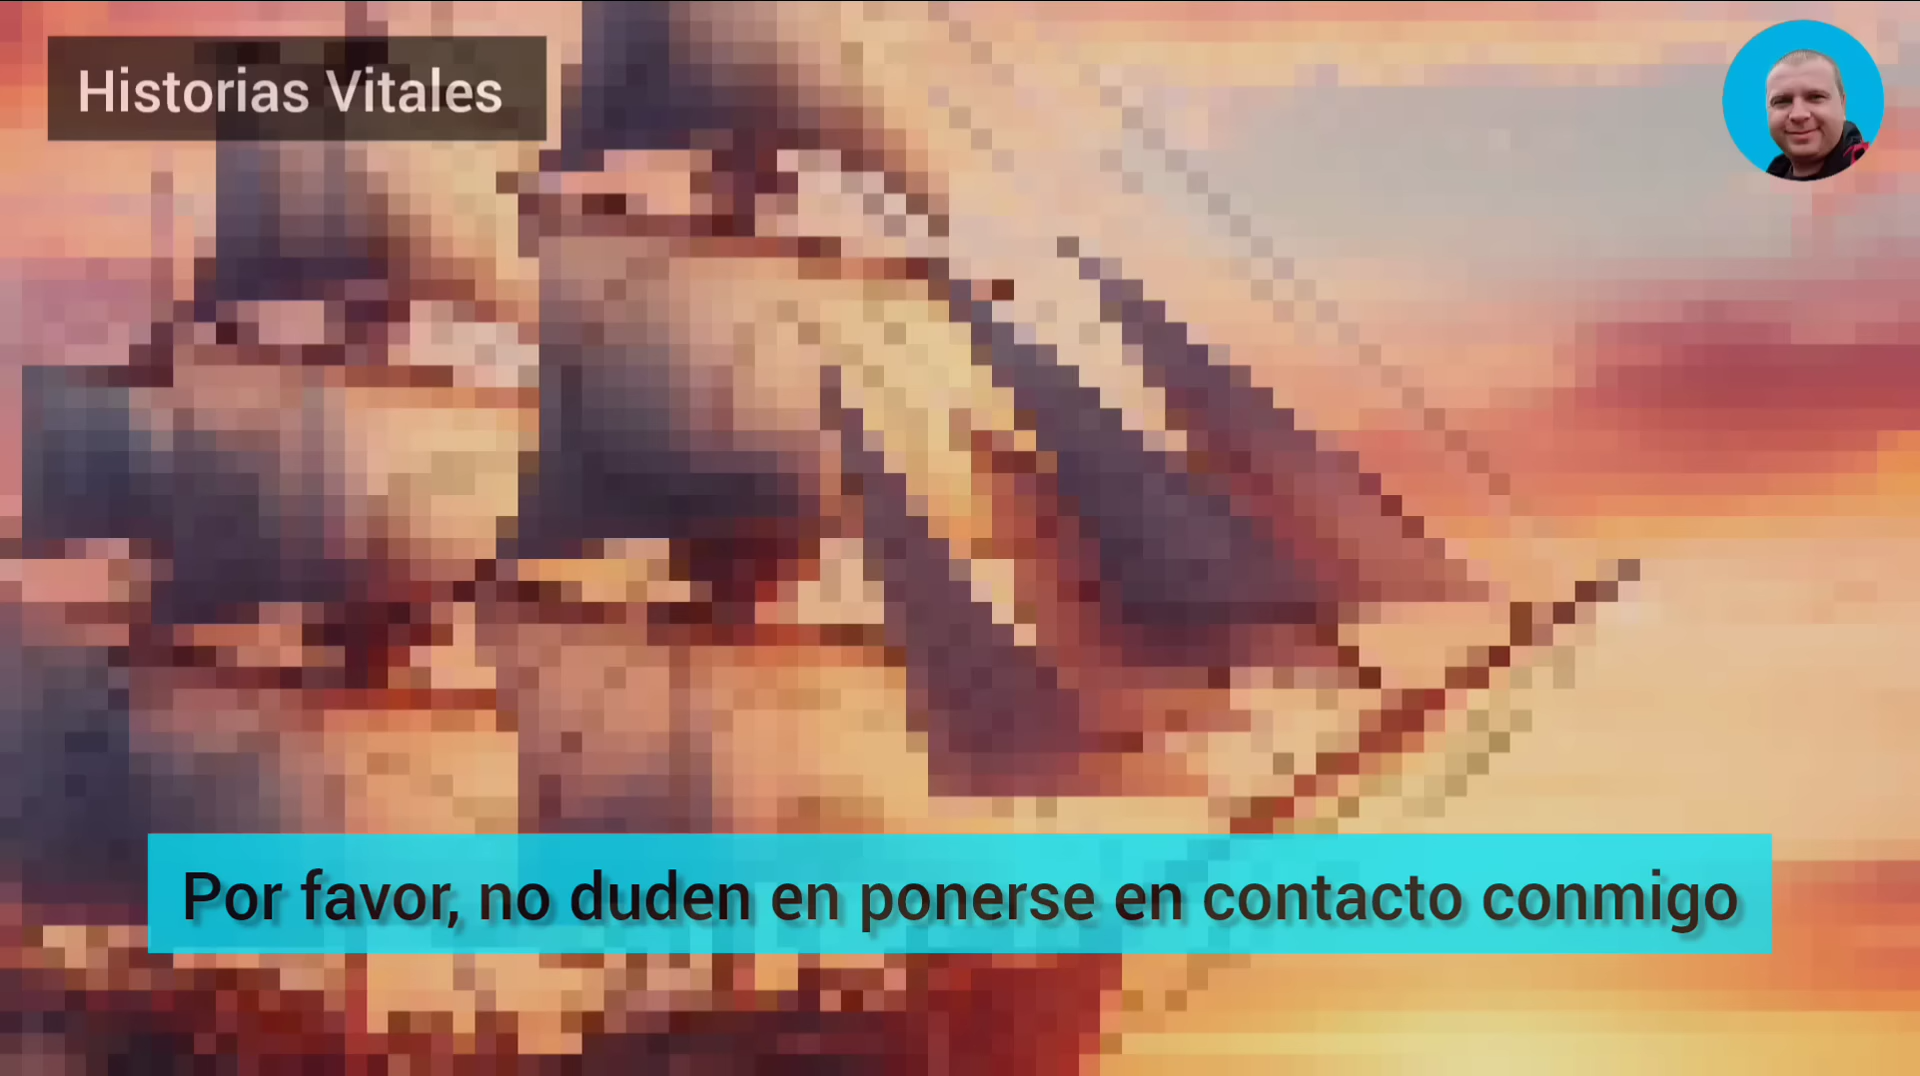 Historias Vitales
Por favor, no duden en ponerse en contacto conmigo